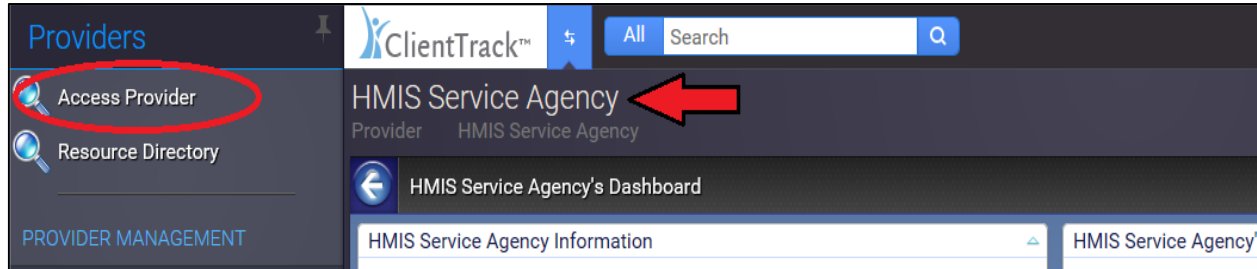 Providers
Access Provider
Resource Directory
PROVIDER MANAGEMENT
ClientTrack™
All Search
HMIS Service Agency
Provider HMIS Service Agency
HMIS Service Agency's Dashboard
HMIS Service Agency Information
HMIS Service Agency'